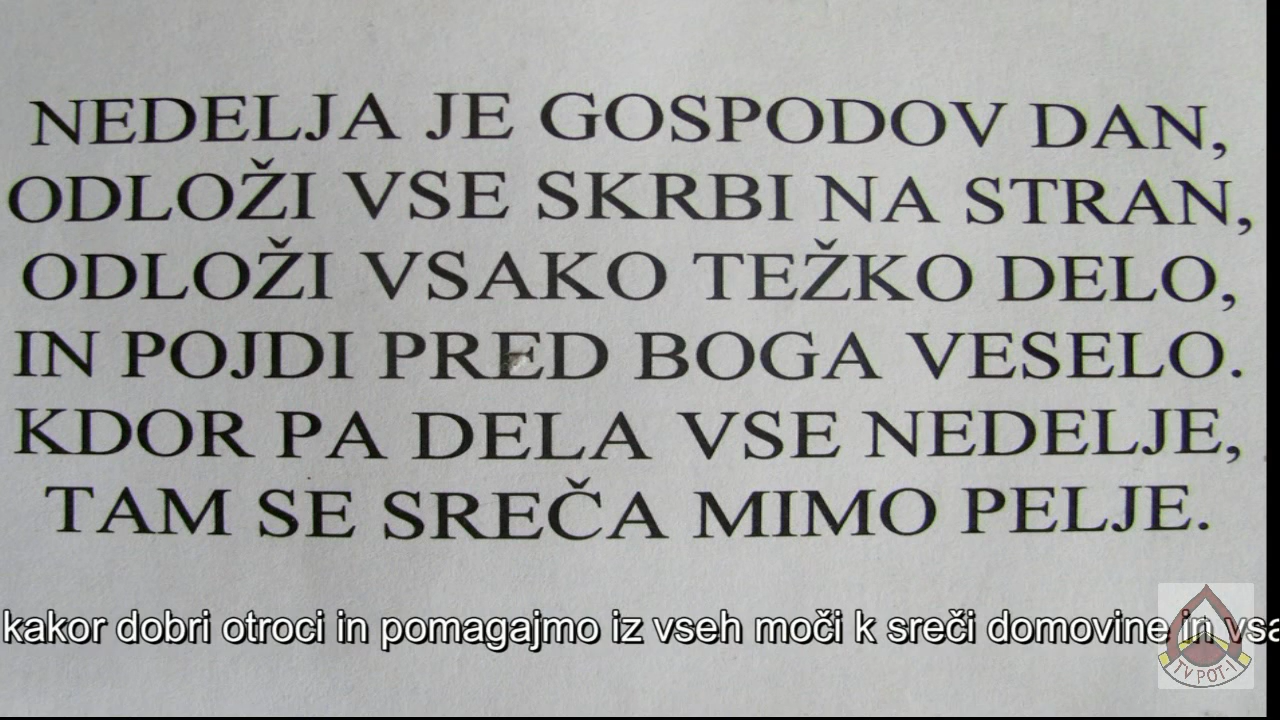 NEDELJA JE GOSPODOV DAN,
ODLOŽI VSE SKRBI NA STRAN,
ODLOŽI VSAKO TEŽKO DELO,
IN POJDI PRED BOGA VESELO.
KDOR PA DELA VSE NEDELJE,
TAM SE SREČA MIMO PELJE.
kakor dobri otroci in pomagajmo iz vseh moči k sreči domovine in vsa
TV POT-1